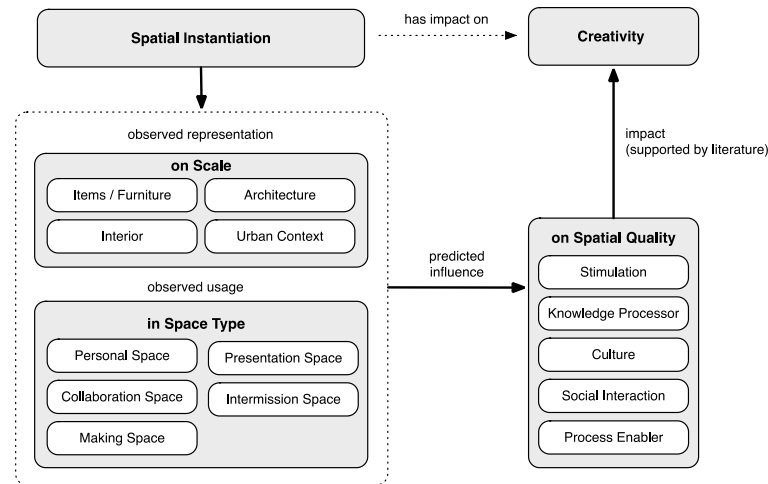 Spatial Instantiation
has impact on
Creativity
observed representation
on Scale
Items / Furniture
Architecture
Interior
Urban Context
observed usage
in Space Type
Personal Space
Presentation Space
Collaboration Space
Intermission Space
Making Space
predicted
influence
impact
(supported by literature)
on Spatial Quality
Stimulation
Knowledge Processor
Culture
Social Interaction
Process Enabler